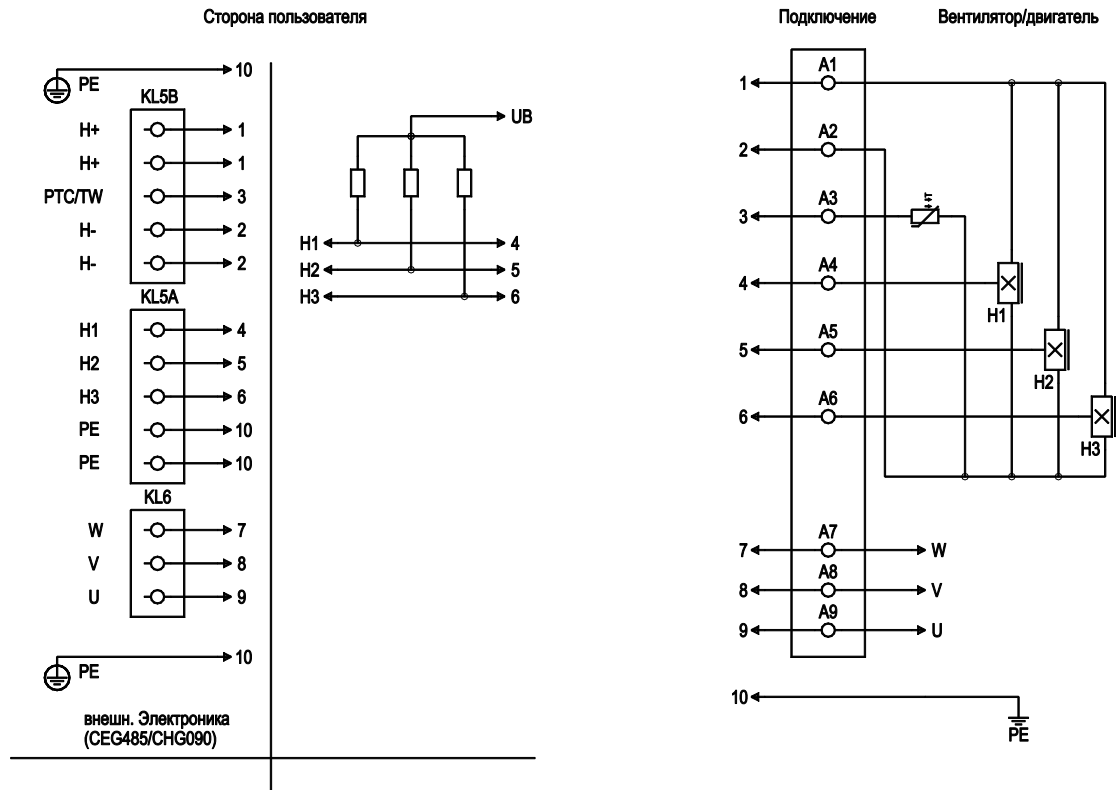 Сторона пользователя
PE
10
KL5B
H+
1
H+
1
PTC/TW
3
H-
2
H-
2
KL5A
H1
4
H2
5
H3
6
PE
10
PE
10
KL6
W
7
V
8
U
9
PE
10
внешн. Электроника
(CEG485/CHG090)
UB
H1
4
H2
5
H3
6
Подключение
Вентилятор/двигатель
1
A1
2
A2
3
A3
4
A4
H1
5
A5
H2
6
A6
H3
7
A7
W
8
A8
V
9
A9
U
10
PE